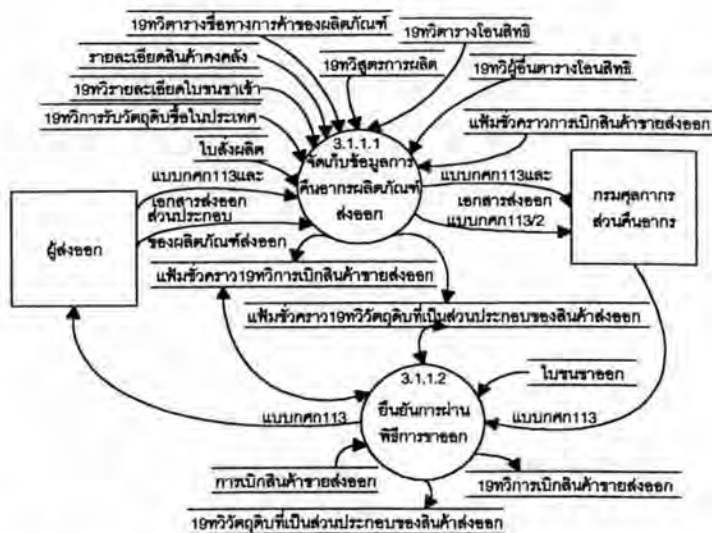 19ทวิตารางชื่อทางการค้าของผลิตภัณฑ์
19ทวิตารางโอนสิทธิ
รายละเอียดสินค้าคงคลัง
19ทวิสูตรการผลิต
19ทวิผู้อื่นตารางโอนสิทธิ
19ทวิรายละเอียดใบขนขาเข้า
19ทวิการรับวัตถุดิบซื้อในประเทศ
แฟ้มชั่วคราวการเบิกสินค้าขายส่งออก
ใบสั่งผลิต
3.1.1.1
จัดเก็บข้อมูลการ
คืนอากรผลิตภัณฑ์
ส่งออก
แบบกศก113และ
เอกสารส่งออก
ส่วนประกอบ
ของผลิตภัณฑ์ส่งออก
แบบกศก113และ
เอกสารส่งออก
แบบกศก113/2
ผู้ส่งออก
กรมศุลกากร
ส่วนคืนอากร
แฟ้มชั่วคราว19ทวิการเบิกสินค้าขายส่งออก
แฟ้มชั่วคราว19ทวิวัตถุดิบที่เป็นส่วนประกอบของสินค้าส่งออก
3.1.1.2
ยืนยันการผ่าน
พิธีการขาออก
ใบขนขาออก
แบบกศก113
แบบกศก113
การเบิกสินค้าขายส่งออก
19ทวิการเบิกสินค้าขายส่งออก
19ทวิวัตถุดิบที่เป็นส่วนประกอบของสินค้าส่งออก